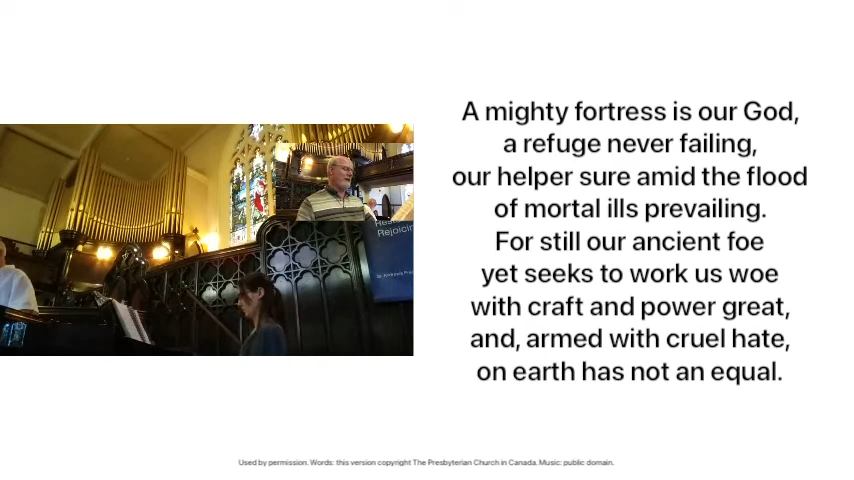 Rejoicin
A mighty fortress is our God,
a refuge never failing,
our helper sure amid the flood
of mortal ills prevailing.
For still our ancient foe
yet seeks to work us woe
with craft and power great,
and, armed with cruel hate,
on earth has not an equal.
Used by permission. Words: this version copyright The Presbyterian Church in Canada. Music: public domain.